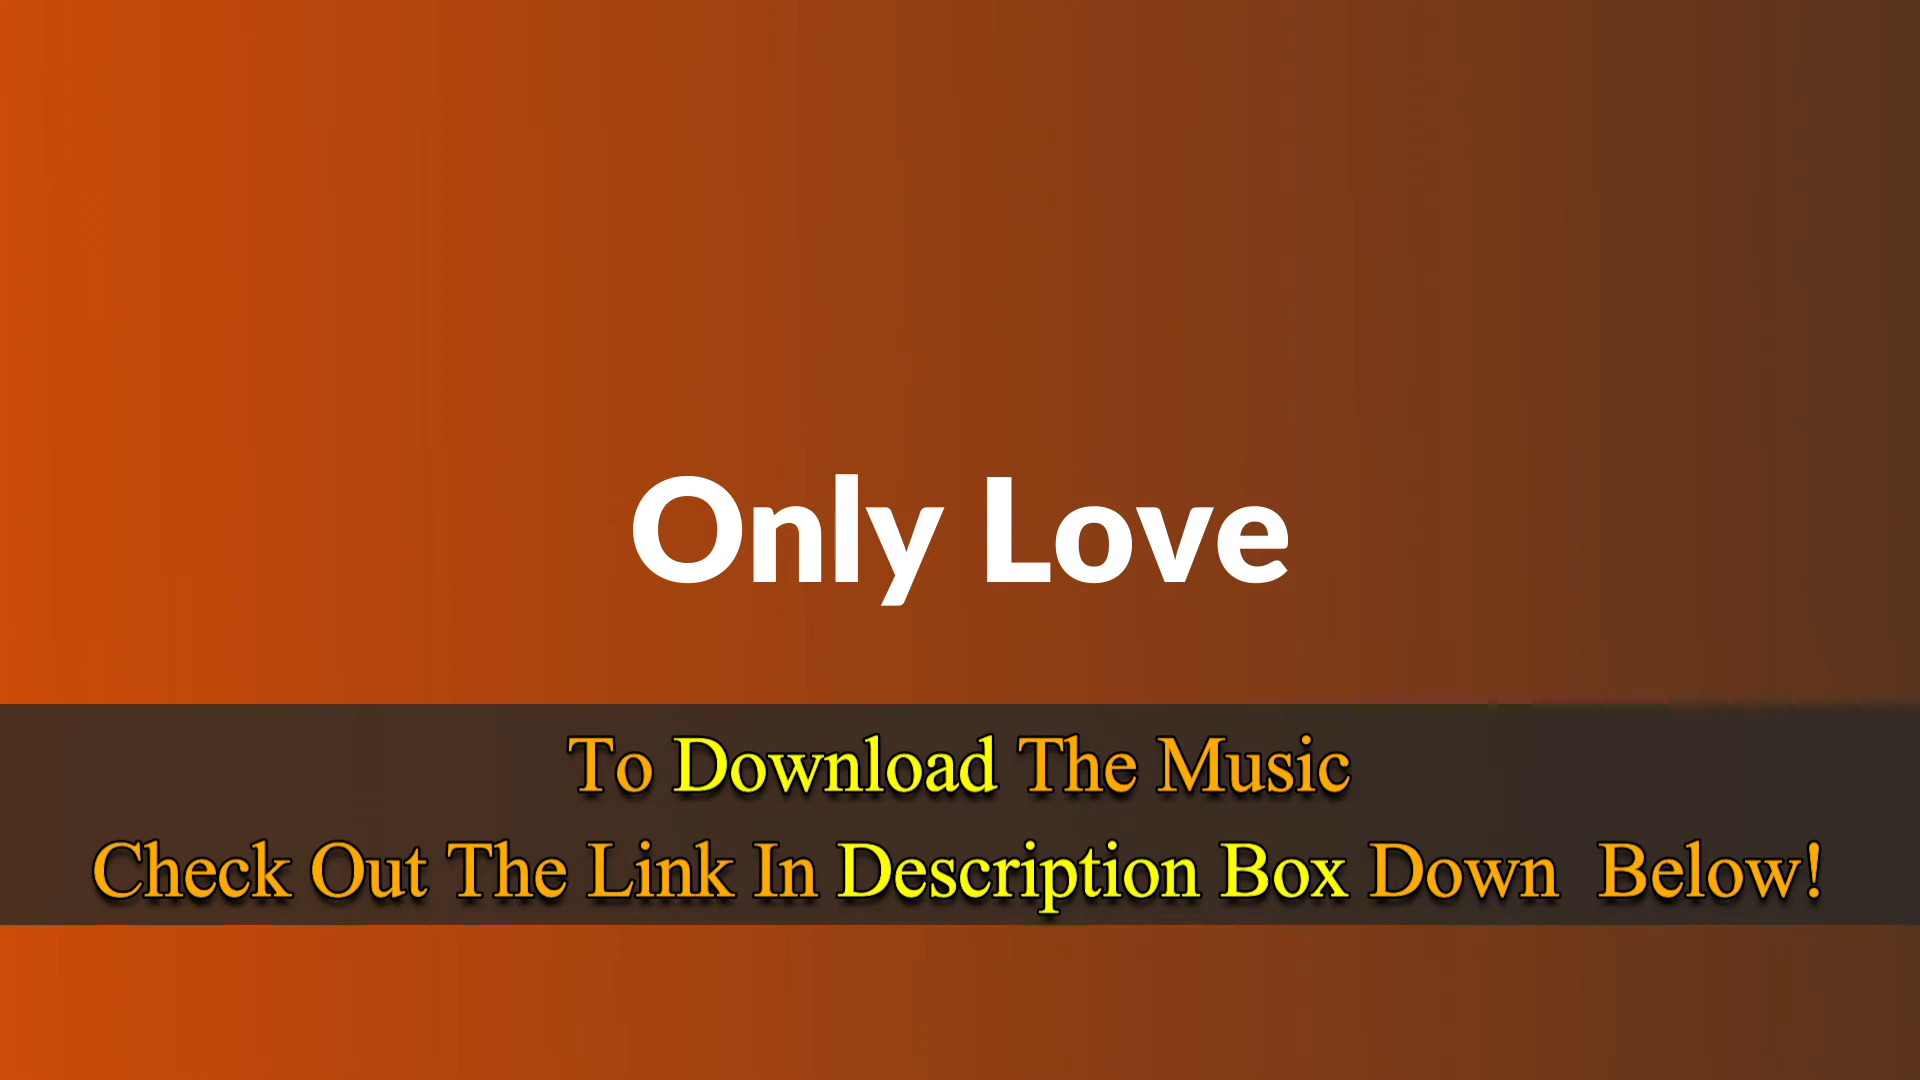 Only Love
To Download The Music
Check Out The Link In Description Box Down Below!